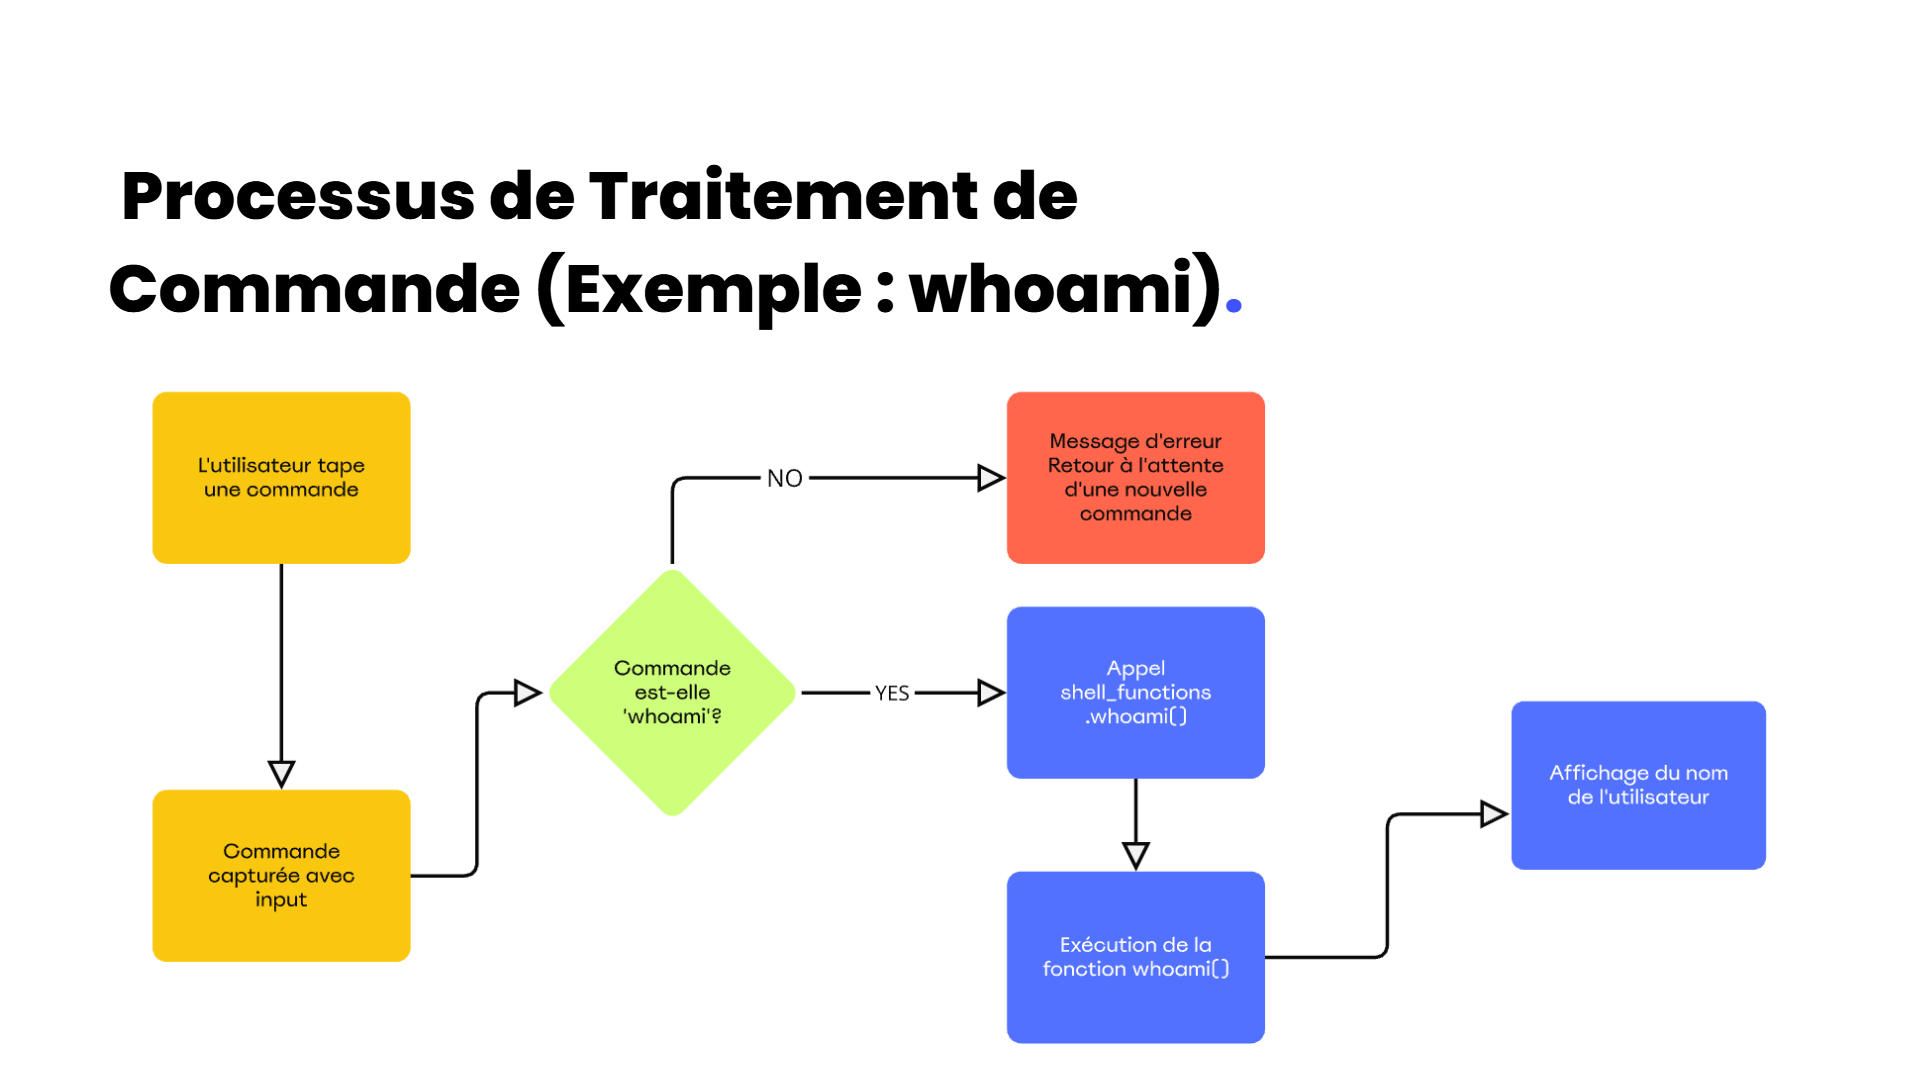 Processus de Traitement de
Commande (Exemple : whoami).
L'utilisateur tape
une commande
Commande
capturée avec
input
Commande
est-elle
'whoami'?
NO
Message d'erreur
Retour à l'attente
d'une nouvelle
commande
YES
Appel
shell_functions
.whoami()
Exécution de la
fonction whoami()
Affichage du nom
de l'utilisateur